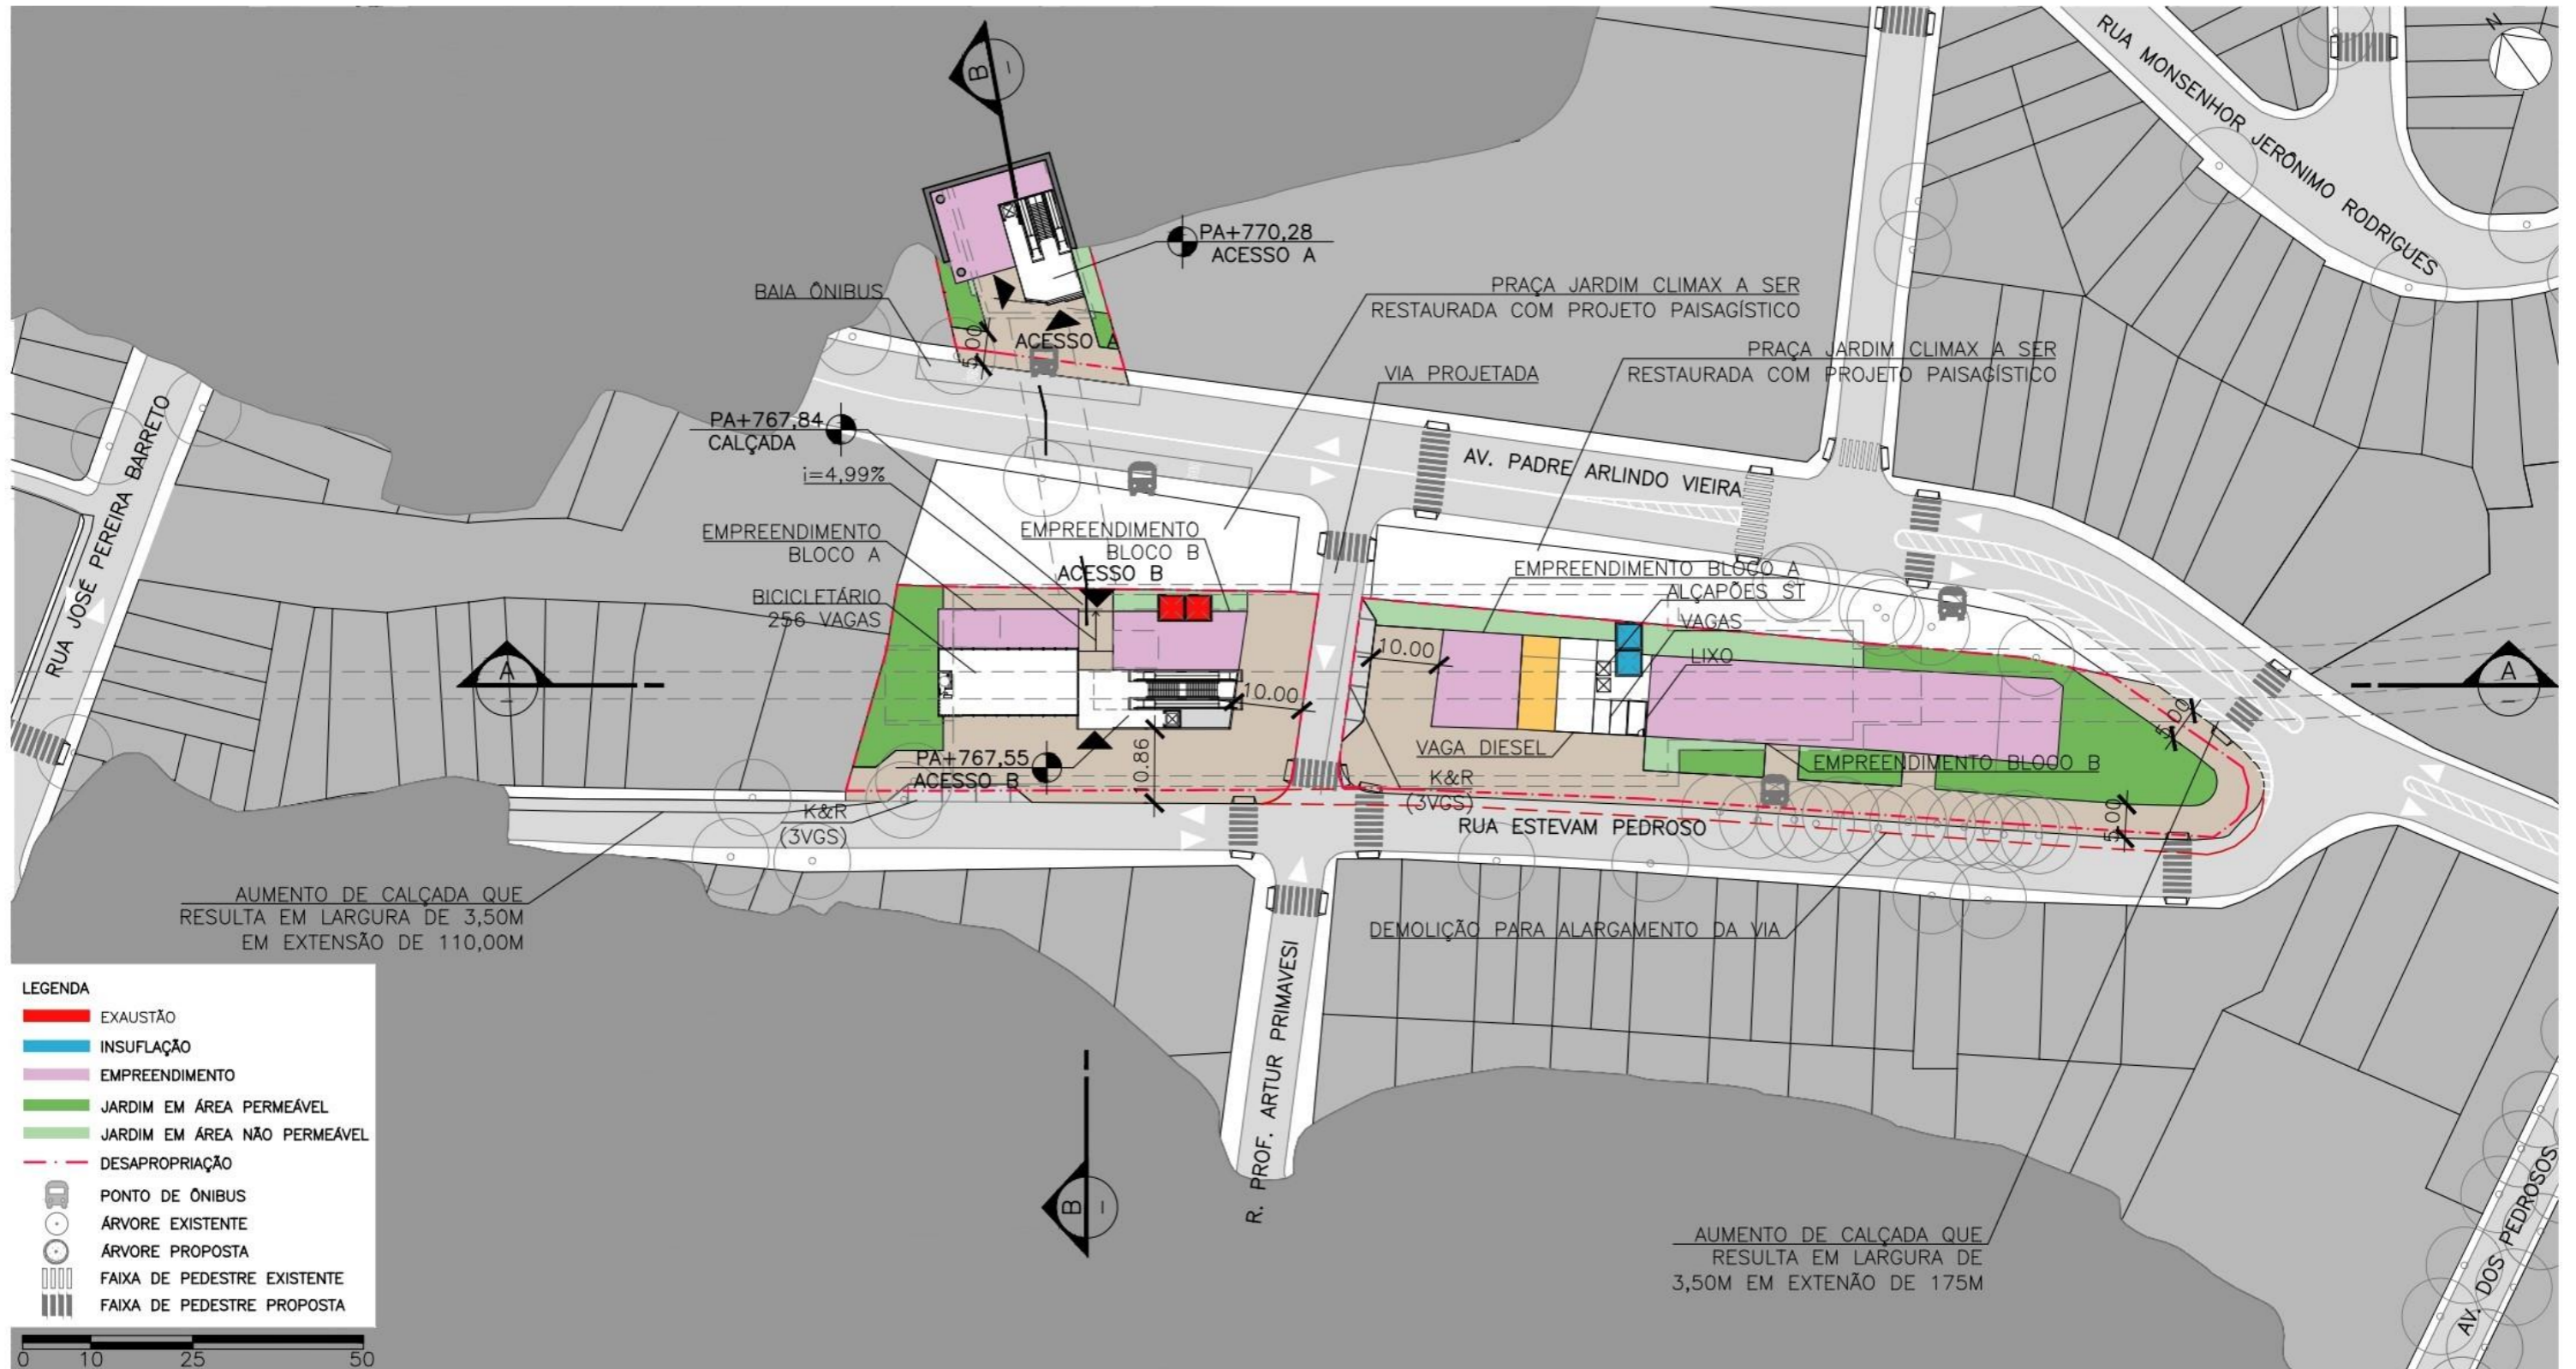 RUA MONSENHOR JERÔNIMO RODRIGUES
N
B
PA+770,28
ACESSO A
BAIA ÔNIBUS
PRAÇA JARDIM CLIMAX A SER
RESTAURADA COM PROJETO PAISAGÍSTICO
PRAÇA JARDIM CLIMAX A SER
RESTAURADA COM PROJETO PAISAGÍSTICO
5.00
ACESSO A
VIA PROJETADA
PA+767,84
CALÇADA
i=4,99%
AV. PADRE ARLINDO VIEIRA
RUA JOSÉ PEREIRA BARRETO
EMPREENDIMENTO
BLOCO A
EMPREENDIMENTO
BLOCO B
ACESSO B
EMPREENDIMENTO BLOCO A
ALÇAPÕES ST
BICICLETÁRIO
256 VAGAS
VAGAS
LIXO
10.00
A
10.00
A
5.00
VAGA DIESEL
10.86
PA+767,55
ACESSO B
EMPREENDIMENTO BLOCO B
K&R
(3VGS)
K&R
(3VGS)
5.00
RUA ESTEVAM PEDROSO
AUMENTO DE CALÇADA QUE
RESULTA EM LARGURA DE 3,50M
EM EXTENSÃO DE 110,00M
DEMOLIÇÃO PARA ALARGAMENTO DA VIA
R. PROF. ARTUR PRIMAVESI
B
AUMENTO DE CALÇADA QUE
RESULTA EM LARGURA DE
3,50M EM EXTENÃO DE 175M
AV. DOS PEDROSOS
LEGENDA
EXAUSTÃO
INSUFLAÇÃO
EMPREENDIMENTO
JARDIM EM ÁREA PERMEÁVEL
JARDIM EM ÁREA NÃO PERMEÁVEL
DESAPROPRIAÇÃO
PONTO DE ÔNIBUS
ÁRVORE EXISTENTE
ÁRVORE PROPOSTA
FAIXA DE PEDESTRE EXISTENTE
FAIXA DE PEDESTRE PROPOSTA
0 10 25 50